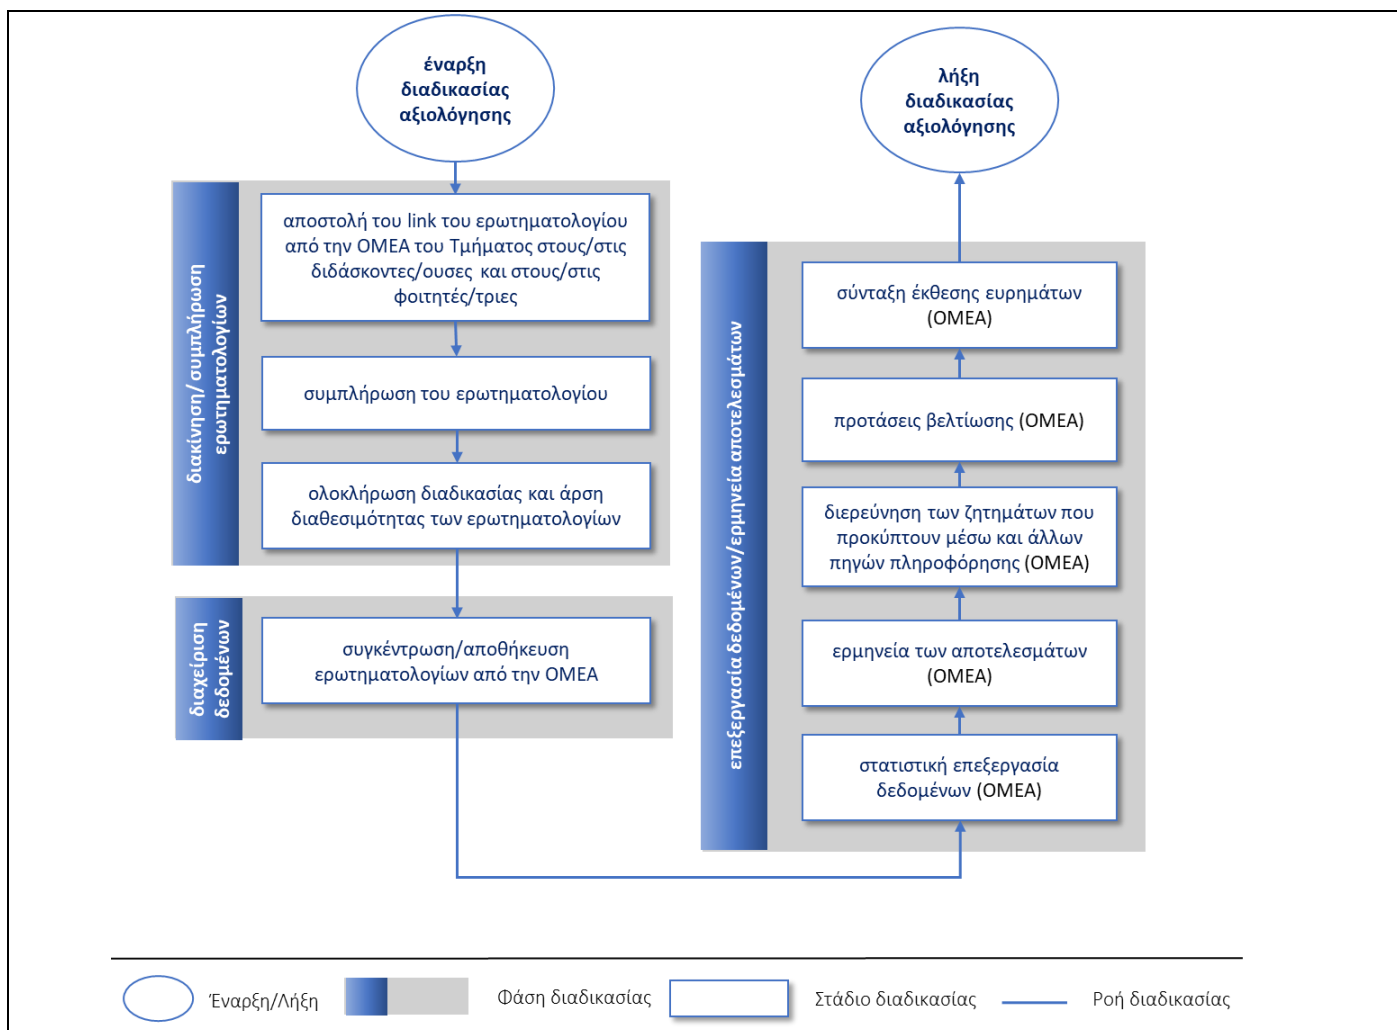 έναρξη
διαδικασίας
αξιολόγησης
διακίνηση/ συμπλήρωση
ερωτηματολογίων
αποστολή του link του ερωτηματολογίου
από την ΟΜΕΑ του Τμήματος στους/στις
διδάσκοντες/ουσες και στους/στις
φοιτητές/τριες
συμπλήρωση του ερωτηματολογίου
ολοκλήρωση διαδικασίας και άρση
διαθεσιμότητας των ερωτηματολογίων
διαχείριση
δεδομένων
συγκέντρωση/αποθήκευση
ερωτηματολογίων από την ΟΜΕΑ
λήξη
διαδικασίας
αξιολόγησης
επεξεργασία δεδομένων/ερμηνεία αποτελεσμάτων
σύνταξη έκθεσης ευρημάτων
(ΟΜΕΑ)
προτάσεις βελτίωσης (ΟΜΕΑ)
διερεύνηση των ζητημάτων που
προκύπτουν μέσω και άλλων
πηγών πληροφόρησης (ΟΜΕΑ)
ερμηνεία των αποτελεσμάτων
(ΟΜΕΑ)
στατιστική επεξεργασία
δεδομένων (ΟΜΕΑ)
Έναρξη/Λήξη
Φάση διαδικασίας
Στάδιο διαδικασίας
Ροή διαδικασίας